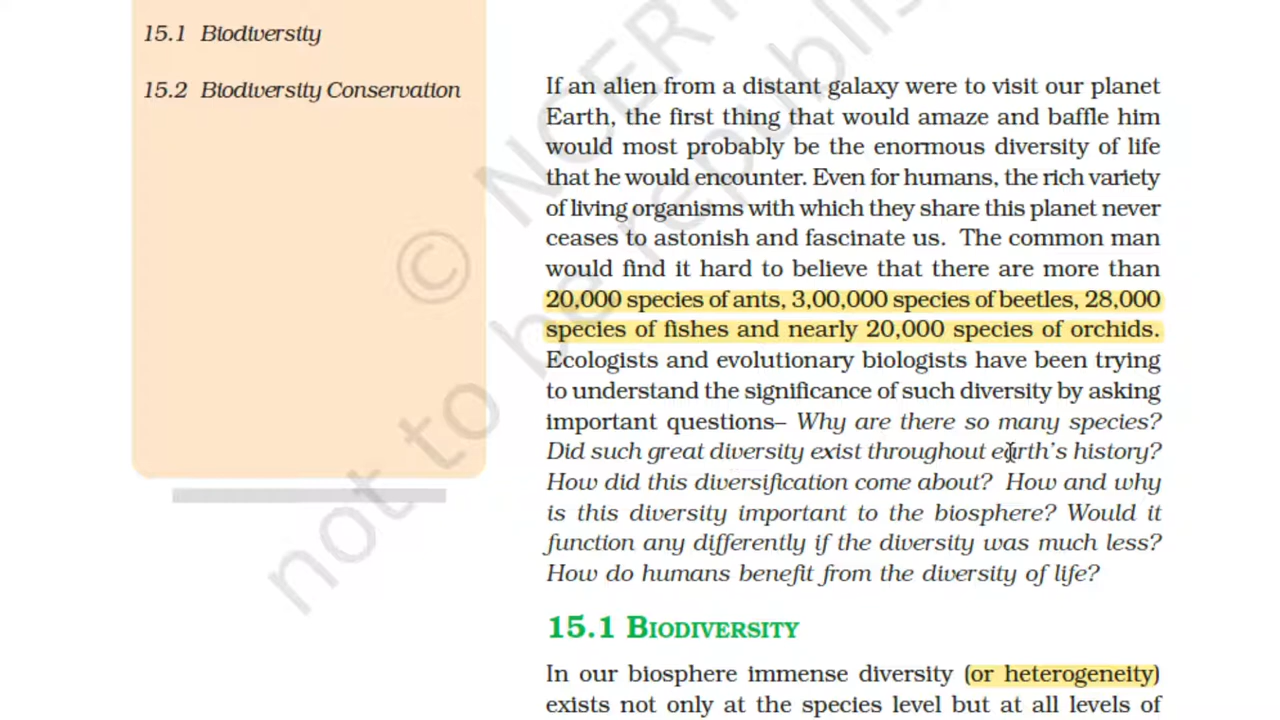 15.1 Biodiversity
15.2 Biodiversity Conservation
If an alien from a distant galaxy were to visit our planet
Earth, the first thing that would amaze and baffle him
would most probably be the enormous diversity of life
that he would encounter. Even for humans, the rich variety
of living organisms with which they share this planet never
ceases to astonish and fascinate us. The common man
would find it hard to believe that there are more than
20,000 species of ants, 3,00,000 species of beetles, 28,000
species of fishes and nearly 20,000 species of orchids.
Ecologists and evolutionary biologists have been trying
to understand the significance of such diversity by asking
important questions– Why are there so many species?
Did such great diversity exist throughout earth's history?
How did this diversification come about? How and why
is this diversity important to the biosphere? Would it
function any differently if the diversity was much less?
How do humans benefit from the diversity of life?
15.1 BIODIVERSITY
In our biosphere immense diversity (or heterogeneity)
exists not only at the species level but at all levels of
© NCERT
not to be republis